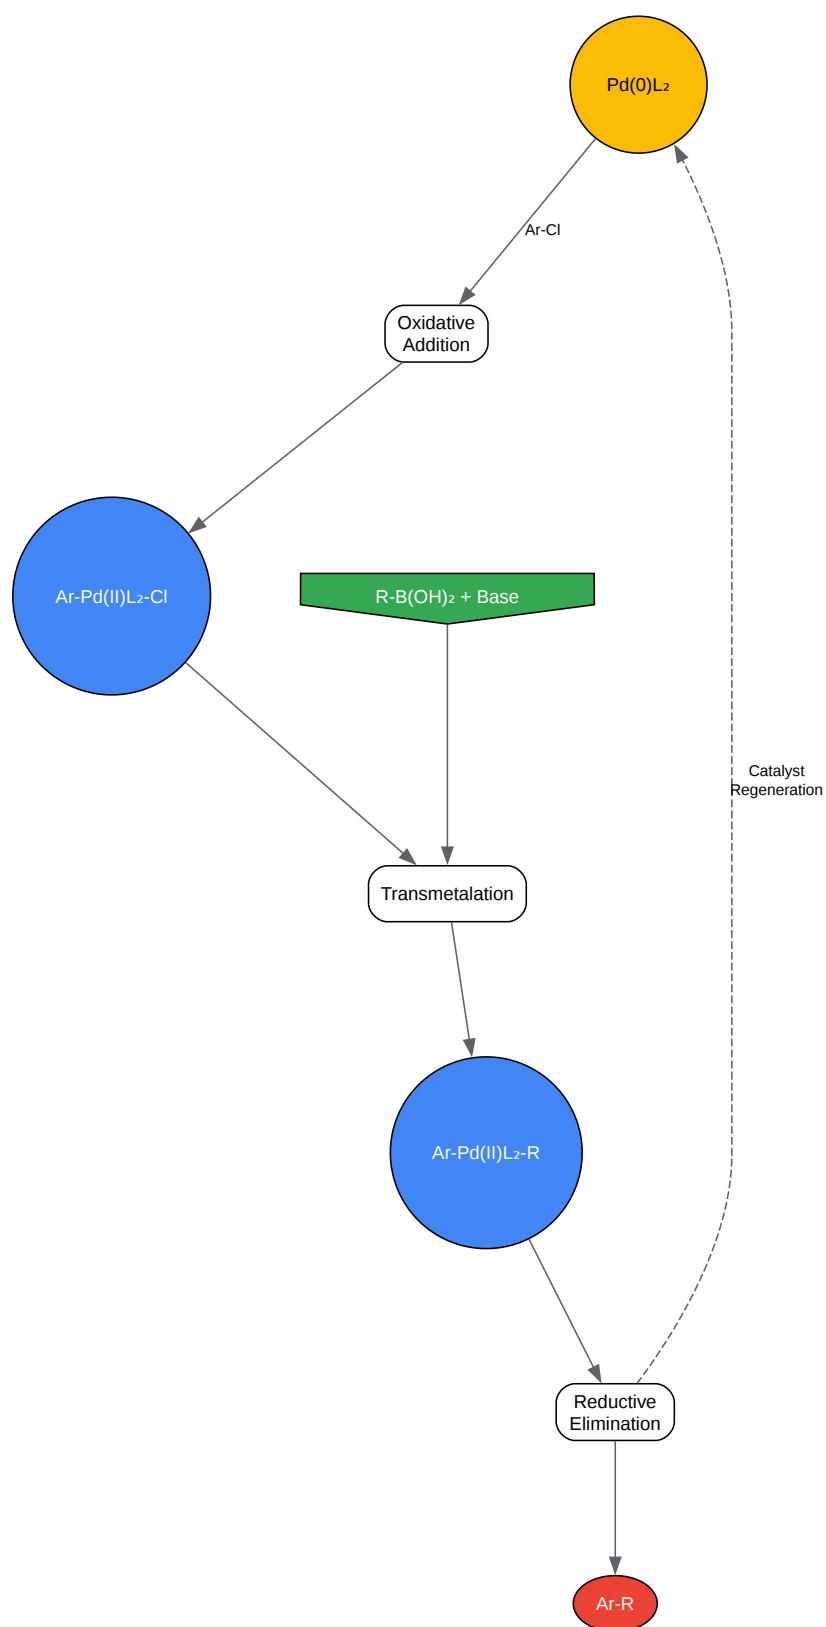 Pd(0)L₂
Ar-Cl
Oxidative
Addition
Ar-Pd(II)L₂-Cl
R-B(OH)₂ + Base
Catalyst
Regeneration
Transmetalation
Ar-Pd(II)L₂-R
Reductive
Elimination
Ar-R